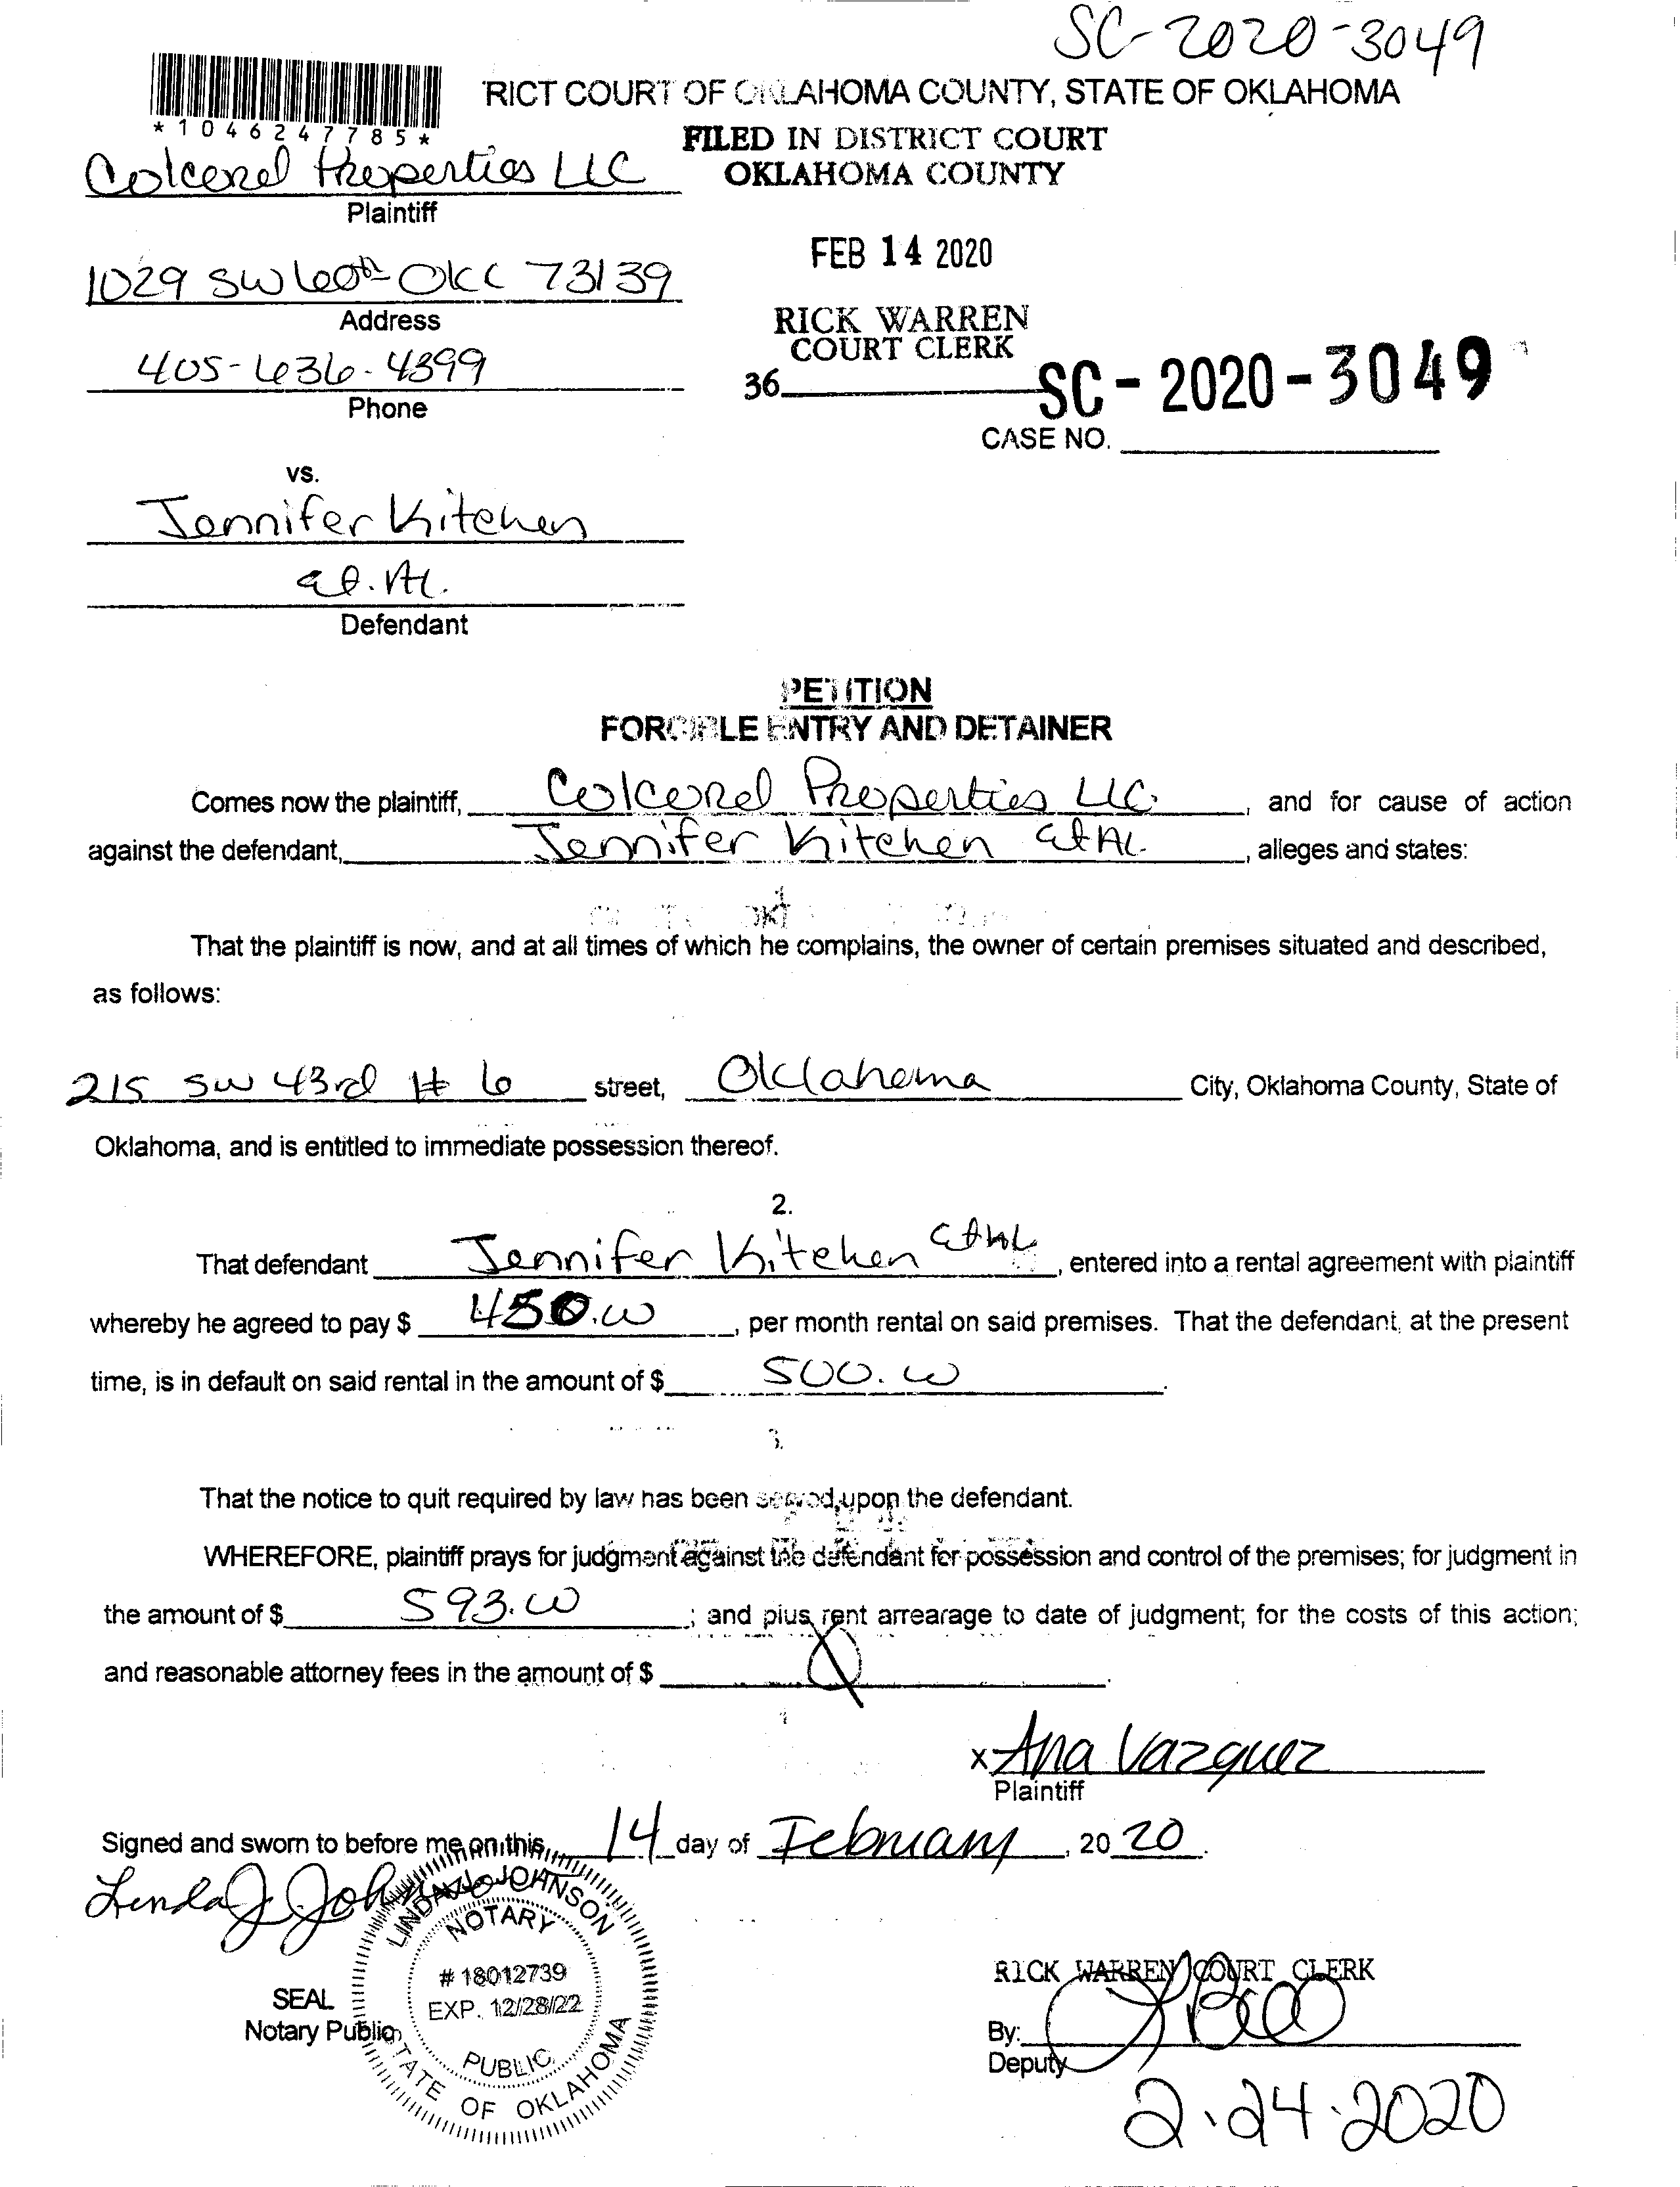 SC-2020-3049
RICT COURT OF OKLAHOMA COUNTY, STATE OF OKLAHOMA
*1046247785*
FILED IN DISTRICT COURT
OKLAHOMA COUNTY
Colcorel Properties LLC
Plaintiff
FEB 14 2020
1029 SW 60th OKC 73139
Address
RICK WARREN
COURT CLERK
405-636-4399
Phone
36
SC-2020-3049
CASE NO.
vs.
Jennifer Kitchen
et. Al.
Defendant
PETITION
FORCIBLE ENTRY AND DETAINER
Comes now the plaintiff, Colcorel Properties LLC, and for cause of action
against the defendant, Jennifer Kitchen et AL, alleges and states:
That the plaintiff is now, and at all times of which he complains, the owner of certain premises situated and described,
as follows:
215 SW 43rd # 6 street, Oklahoma City, Oklahoma County, State of
Oklahoma, and is entitled to immediate possession thereof.
2.
That defendant Jennifer Kitchen et AL, entered into a rental agreement with plaintiff
whereby he agreed to pay $ 450.00, per month rental on said premises. That the defendant, at the present
time, is in default on said rental in the amount of $ 500.00.
3.
That the notice to quit required by law has been served upon the defendant.
WHEREFORE, plaintiff prays for judgment against the defendant for possession and control of the premises; for judgment in
the amount of $ 593.00; and plus rent arrearage to date of judgment; for the costs of this action;
and reasonable attorney fees in the amount of $
x Ana Vazquez
Plaintiff
Signed and sworn to before me on this 14 day of February, 2020.
Linda J. Johnson
LINDA JOHNSON
NOTARY
# 18012739
EXP. 12/28/22
PUBLIC
STATE OF OKLAHOMA
SEAL
Notary Public
RICK WARREN COURT CLERK
By:
Deputy
2.24.2020